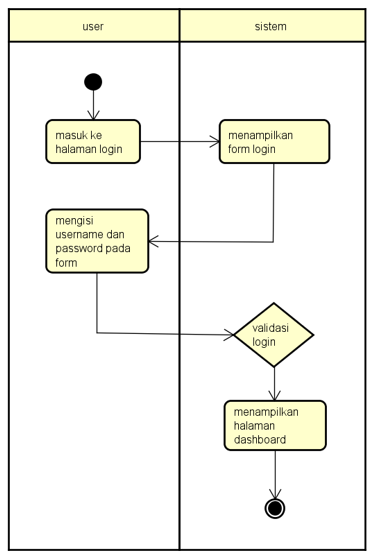 user
sistem
masuk ke
halaman login
menampilkan
form login
mengisi
username dan
password pada
form
validasi
login
menampilkan
halaman
dashboard